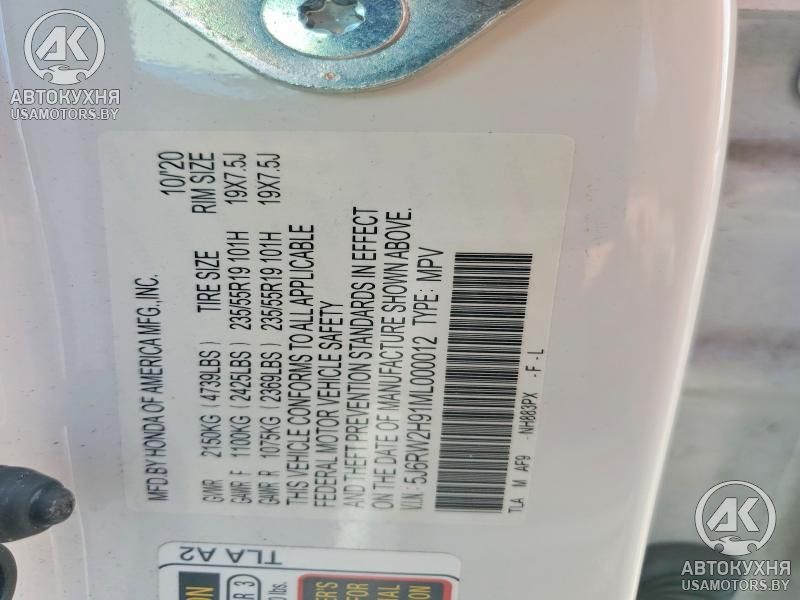 AK
АВТОКУХНЯ
USAMOTORS.BY
MFD.BY HONDA OF AMERICA MFG.,INC. 10/'20
TIRE SIZE RIM SIZE
GVWR 2150KG ( 4739LBS )
GAWR F 1100KG ( 2425LBS ) 235/55R19 101H 19X7.5J
GAWR R 1075KG ( 2369LBS ) 235/55R19 101H 19X7.5J
THIS VEHICLE CONFORMS TO ALL APPLICABLE
FEDERAL MOTOR VEHICLE SAFETY
AND THEFT PREVENTION STANDARDS IN EFFECT
ON THE DATE OF MANUFACTURE SHOWN ABOVE.
V.I.N: 5J6RW2H91ML000012 TYPE: MPV
TLA M AF9 - NH883PX - F - L
TLA A2
AK
АВТОКУХНЯ
USAMOTORS.BY